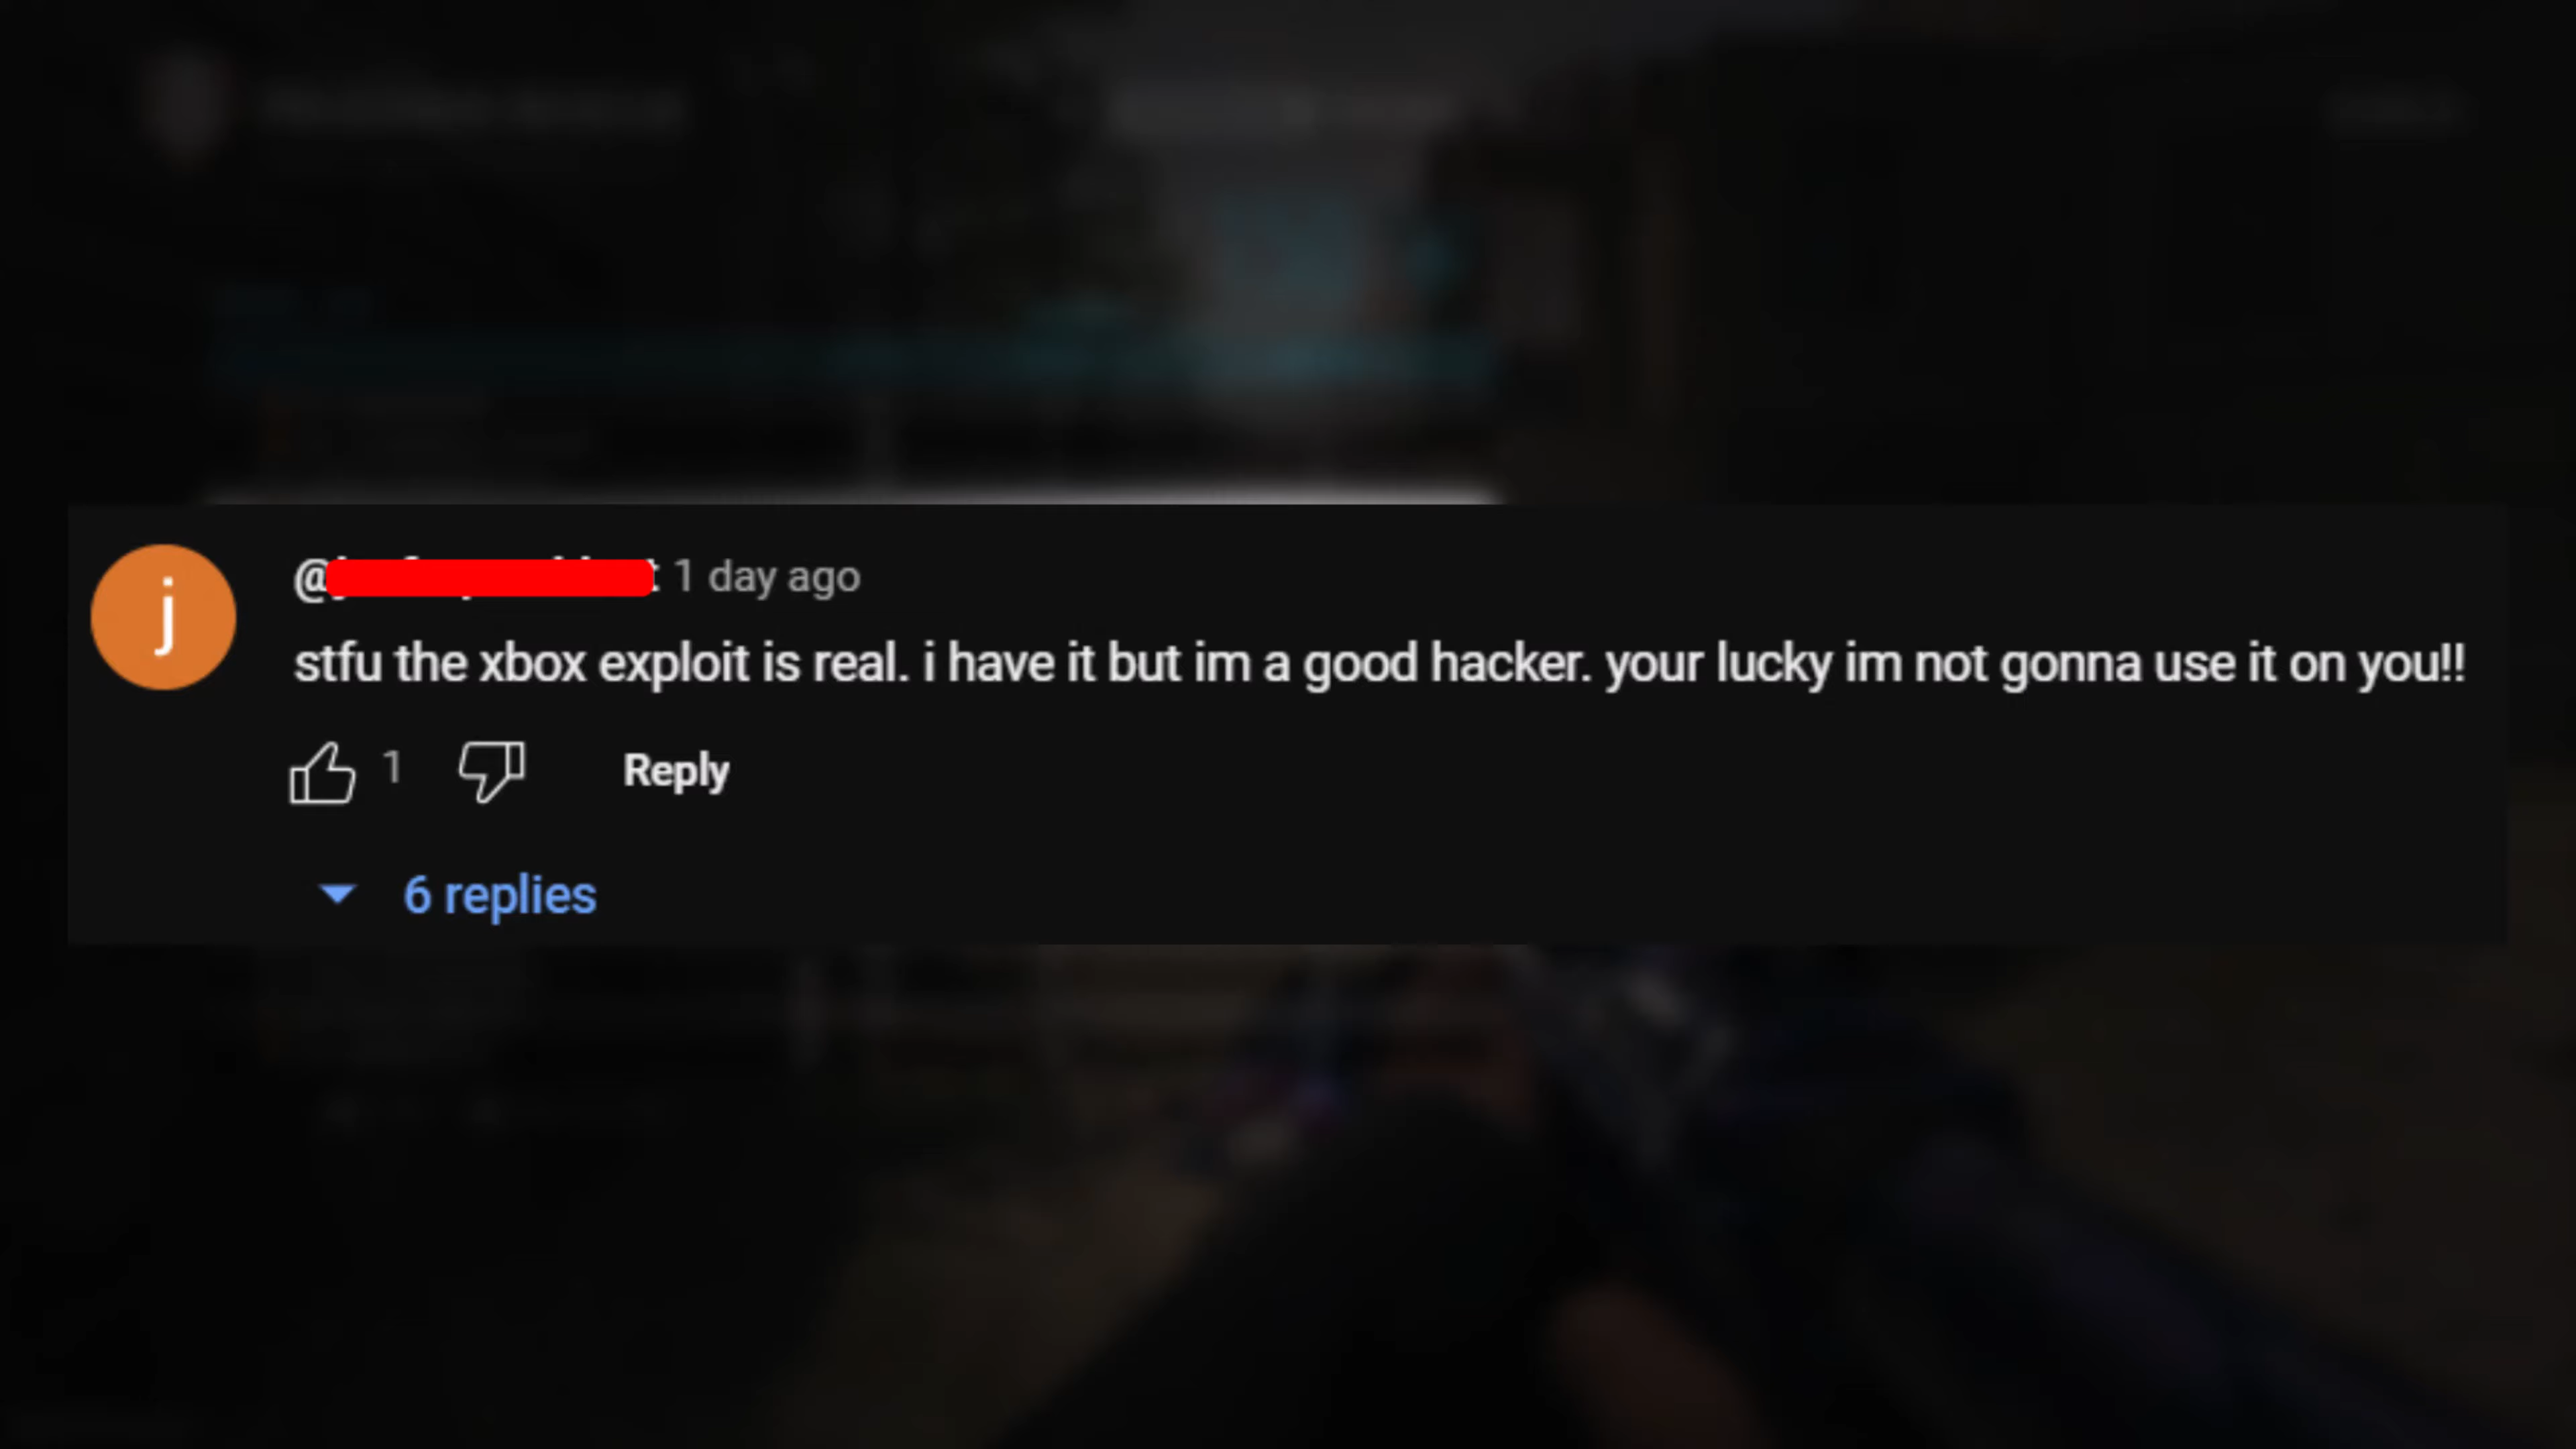 j
@ 1 day ago
stfu the xbox exploit is real. i have it but im a good hacker. your lucky im not gonna use it on you!!
1 Reply
6 replies